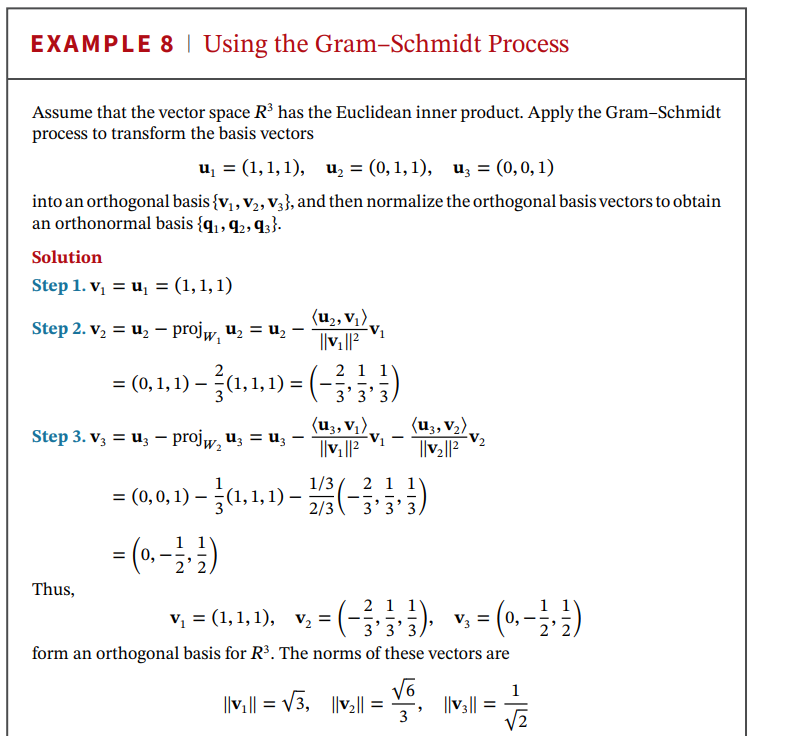 EXAMPLE 8 | Using the Gram–Schmidt Process
Assume that the vector space R³ has the Euclidean inner product. Apply the Gram–Schmidt
process to transform the basis vectors
u₁ = (1, 1, 1), u₂ = (0, 1, 1), u₃ = (0, 0, 1)
into an orthogonal basis {v₁, v₂, v₃}, and then normalize the orthogonal basis vectors to obtain
an orthonormal basis {q₁, q₂, q₃}.
Solution
Step 1. v₁ = u₁ = (1, 1, 1)
Step 2. v₂ = u₂ − proj_W₁ u₂ = u₂ − ⟨u₂, v₁⟩/‖v₁‖² v₁
= (0, 1, 1) − 2/3(1, 1, 1) = (−2/3, 1/3, 1/3)
Step 3. v₃ = u₃ − proj_W₂ u₃ = u₃ − ⟨u₃, v₁⟩/‖v₁‖² v₁ − ⟨u₃, v₂⟩/‖v₂‖² v₂
= (0, 0, 1) − 1/3(1, 1, 1) − (1/3)/(2/3)(−2/3, 1/3, 1/3)
= (0, −1/2, 1/2)
Thus,
v₁ = (1, 1, 1), v₂ = (−2/3, 1/3, 1/3), v₃ = (0, −1/2, 1/2)
form an orthogonal basis for R³. The norms of these vectors are
‖v₁‖ = √3, ‖v₂‖ = √6/3, ‖v₃‖ = 1/√2